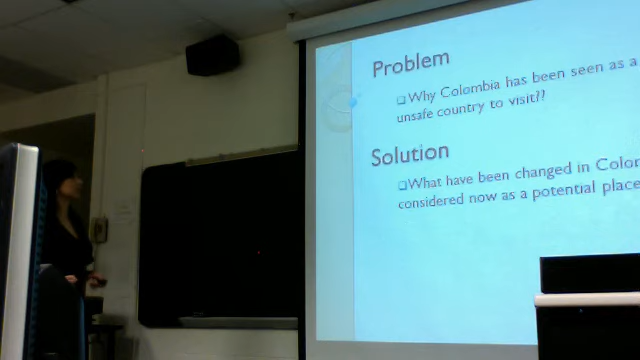 Problem
Why Colombia has been seen as a
unsafe country to visit??
Solution
What have been changed in Color
considered now as a potential place